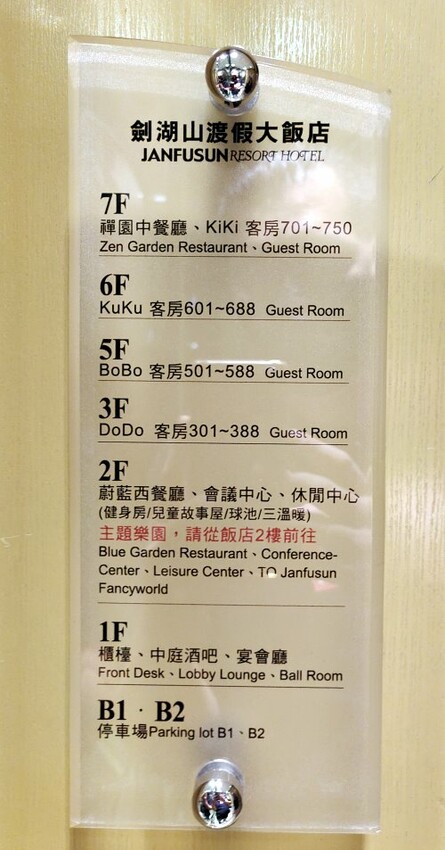 劍湖山渡假大飯店
JANFUSUN RESORT HOTEL
7F
禪園中餐廳、KiKi 客房701~750
Zen Garden Restaurant、Guest Room
6F
KuKu 客房601~688 Guest Room
5F
BoBo 客房501~588 Guest Room
3F
DoDo 客房301~388 Guest Room
2F
蔚藍西餐廳、會議中心、休閒中心
(健身房/兒童故事屋/球池/三溫暖)
主題樂園，請從飯店2樓前往
Blue Garden Restaurant、Conference-
Center、Leisure Center、TO Janfusun
Fancyworld
1F
櫃檯、中庭酒吧、宴會廳
Front Desk、Lobby Lounge、Ball Room
B1．B2
停車場Parking lot B1、B2